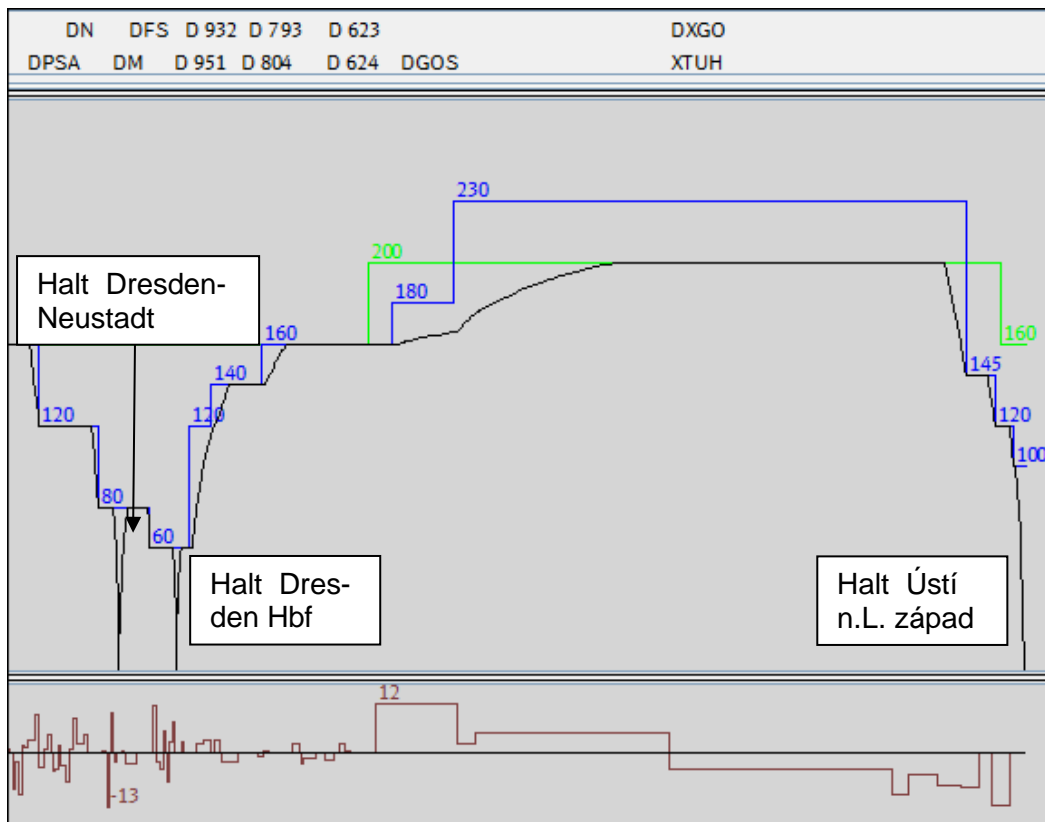 DN DFS D 932 D 793 D 623 DXGO
DPSA DM D 951 D 804 D 624 DGOS XTUH
230
200
180
160
140
120
120
80
60
160
145
120
100
Halt Dresden-
Neustadt
Halt Dres-
den Hbf
Halt Ústí
n.L. západ
12
-13